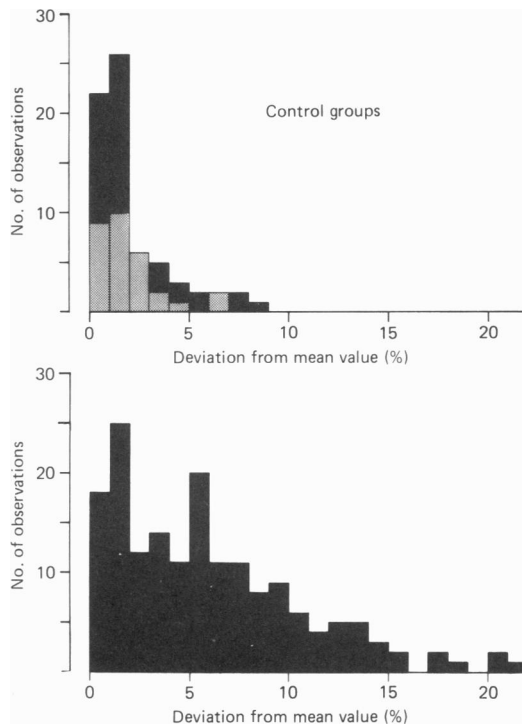 30
20
10
No. of observations
Control groups
0 5 10 15 20
Deviation from mean value (%)
30
20
10
No. of observations
0 5 10 15 20
Deviation from mean value (%)